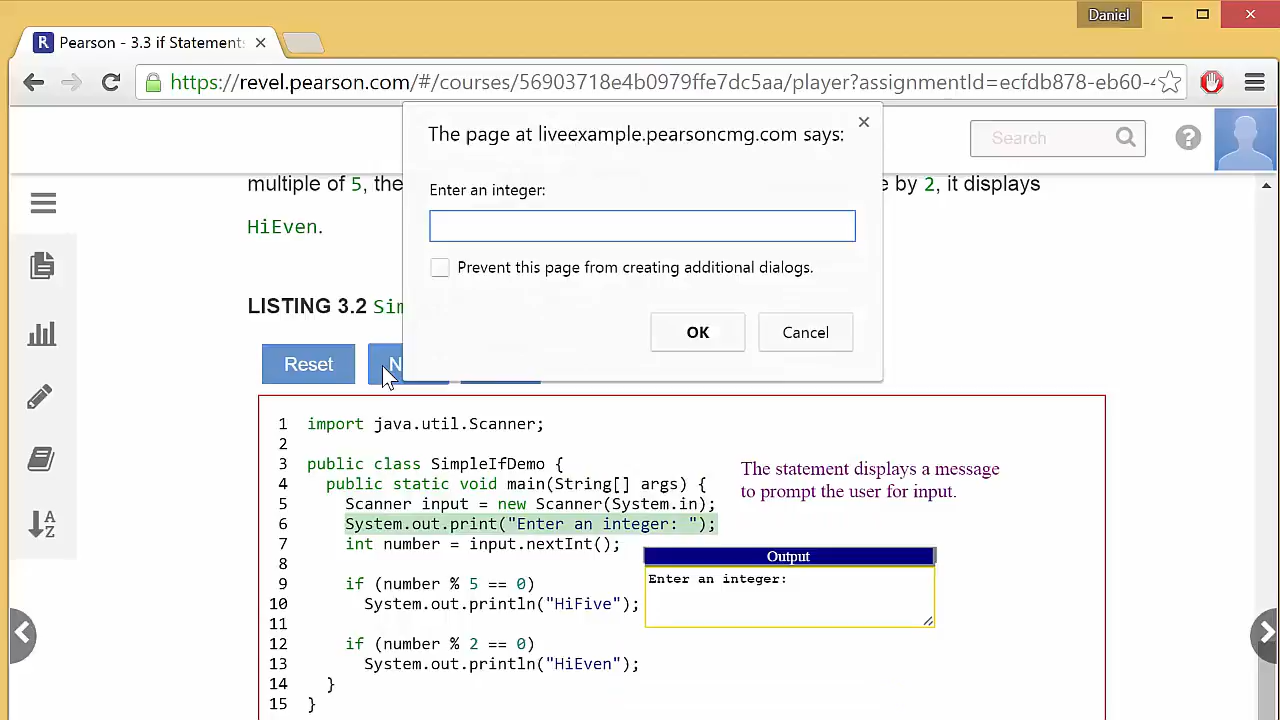 Daniel
R Pearson - 3.3 if Statements
https://revel.pearson.com/#/courses/56903718e4b0979ffe7dc5aa/player?assignmentId=ecfdb878-eb60-4
The page at liveexample.pearsoncmg.com says:
Search
?
Enter an integer:
multiple of 5, the
e by 2, it displays
HiEven.
Prevent this page from creating additional dialogs.
LISTING 3.2 Sim
OK
Cancel
Reset
N
1 import java.util.Scanner;
2
3 public class SimpleIfDemo {
4 public static void main(String[] args) {
5 Scanner input = new Scanner(System.in);
6 System.out.print("Enter an integer: ");
7 int number = input.nextInt();
8
9 if (number % 5 == 0)
10 System.out.println("HiFive");
11
12 if (number % 2 == 0)
13 System.out.println("HiEven");
14 }
15 }
The statement displays a message
to prompt the user for input.
Output
Enter an integer:
A
Z